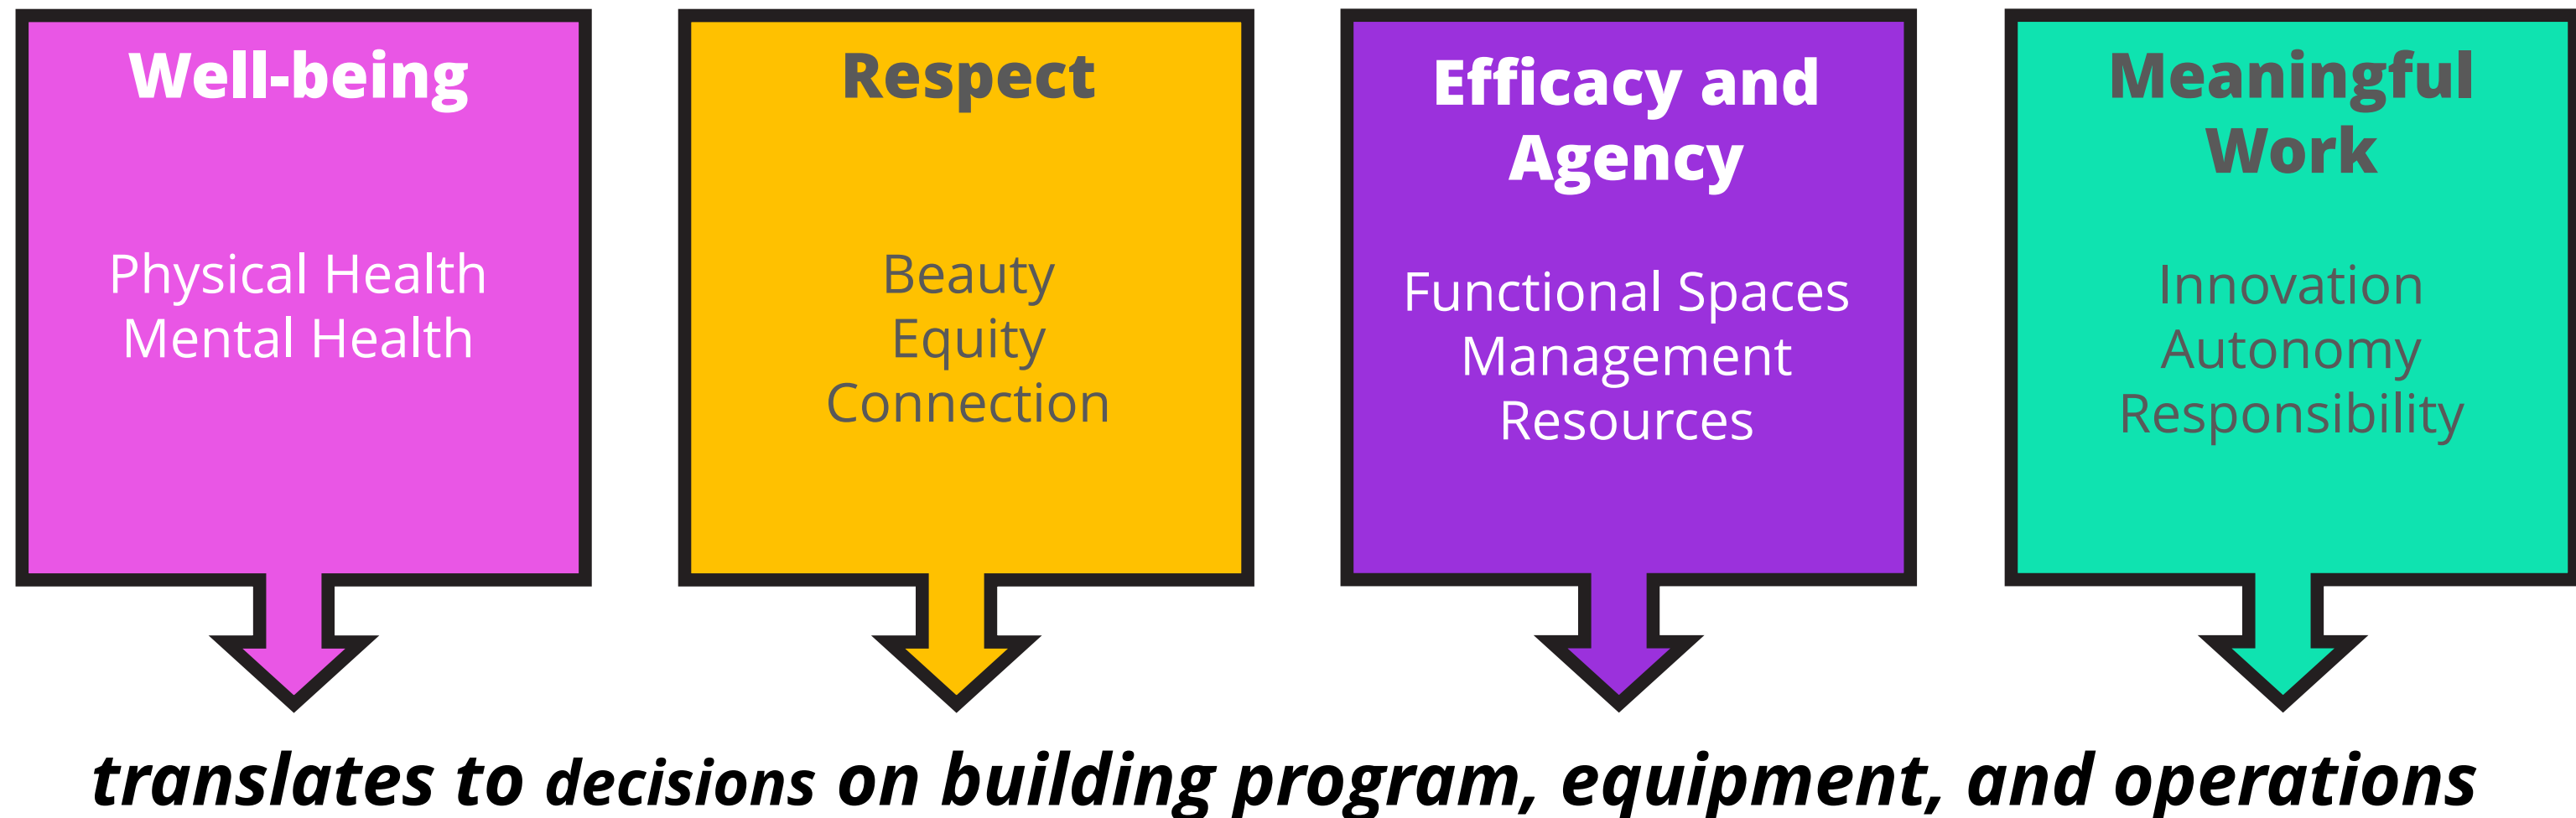 Well-being
Physical Health
Mental Health
Respect
Beauty
Equity
Connection
Efficacy and
Agency
Functional Spaces
Management
Resources
Meaningful
Work
Innovation
Autonomy
Responsibility
translates to decisions on building program, equipment, and operations